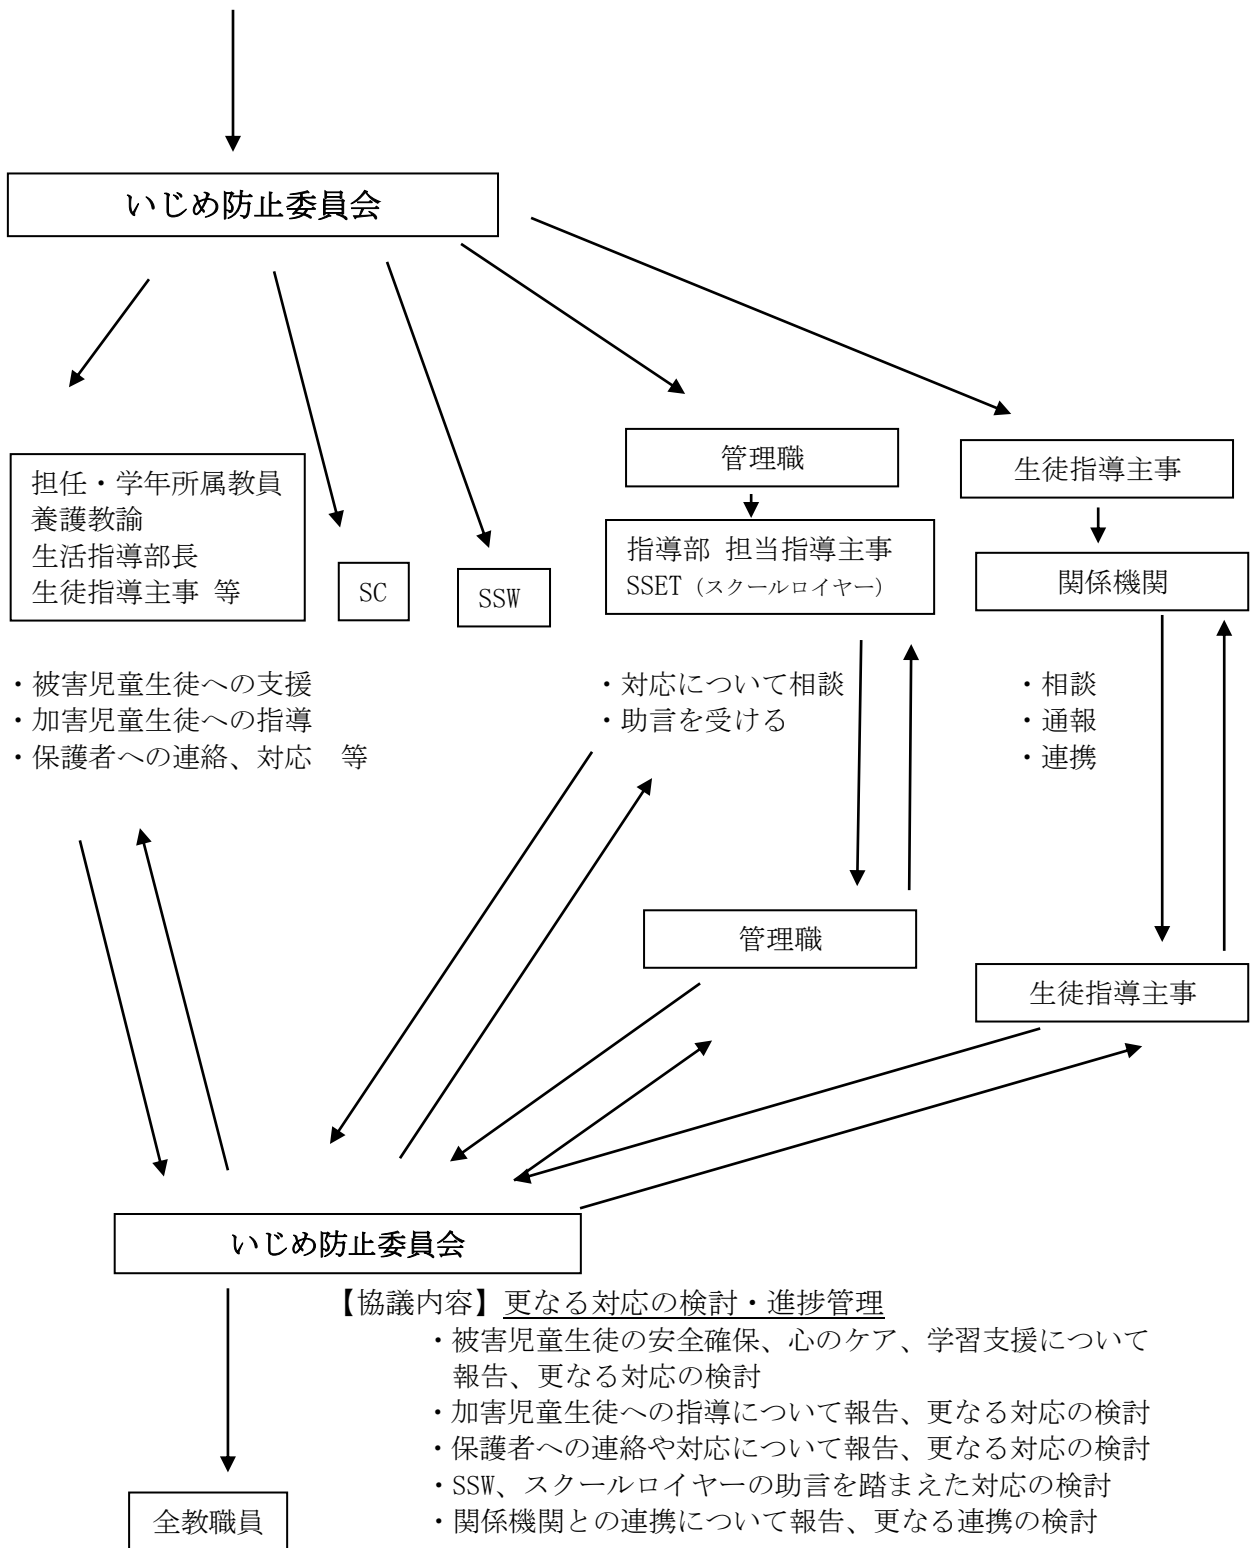 いじめ防止委員会
担任・学年所属教員
養護教諭
生活指導部長
生徒指導主事 等
SC
SSW
管理職
指導部 担当指導主事
SSET（スクールロイヤー）
生徒指導主事
関係機関
・被害児童生徒への支援
・加害児童生徒への指導
・保護者への連絡、対応　等
・対応について相談
・助言を受ける
・相談
・通報
・連携
管理職
生徒指導主事
いじめ防止委員会
【協議内容】更なる対応の検討・進捗管理
・被害児童生徒の安全確保、心のケア、学習支援について
報告、更なる対応の検討
・加害児童生徒への指導について報告、更なる対応の検討
・保護者への連絡や対応について報告、更なる対応の検討
・SSW、スクールロイヤーの助言を踏まえた対応の検討
・関係機関との連携について報告、更なる連携の検討
全教職員